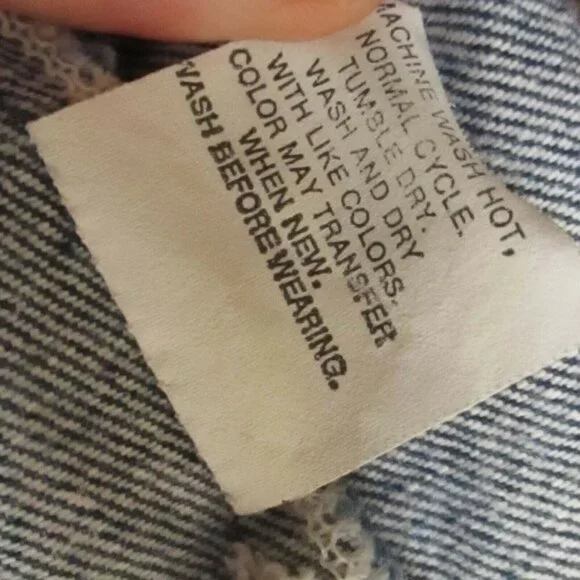 MACHINE WASH HOT,
NORMAL CYCLE.
TUMBLE DRY.
WASH AND DRY
WITH LIKE COLORS.
COLOR MAY TRANSFER
WHEN NEW.
WASH BEFORE WEARING.